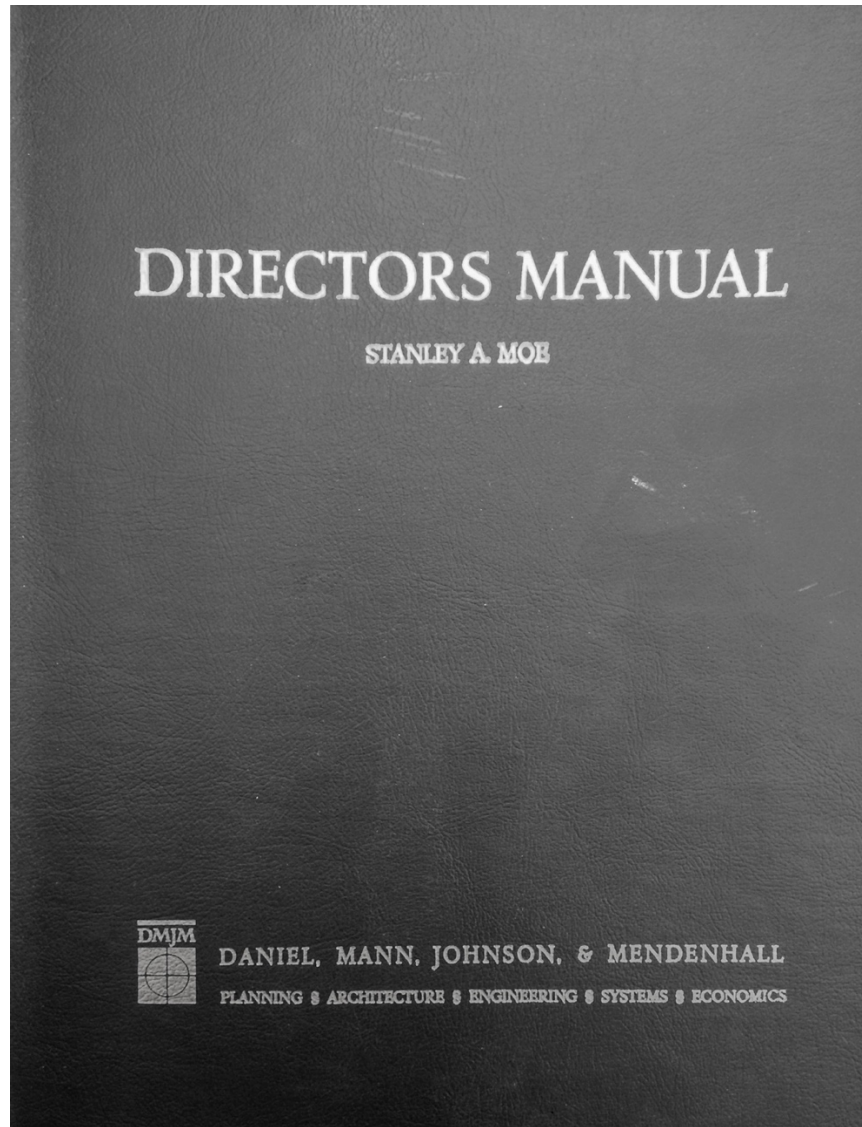 DIRECTORS MANUAL
STANLEY A. MOE
DMJM
DANIEL, MANN, JOHNSON, & MENDENHALL
PLANNING § ARCHITECTURE § ENGINEERING § SYSTEMS § ECONOMICS